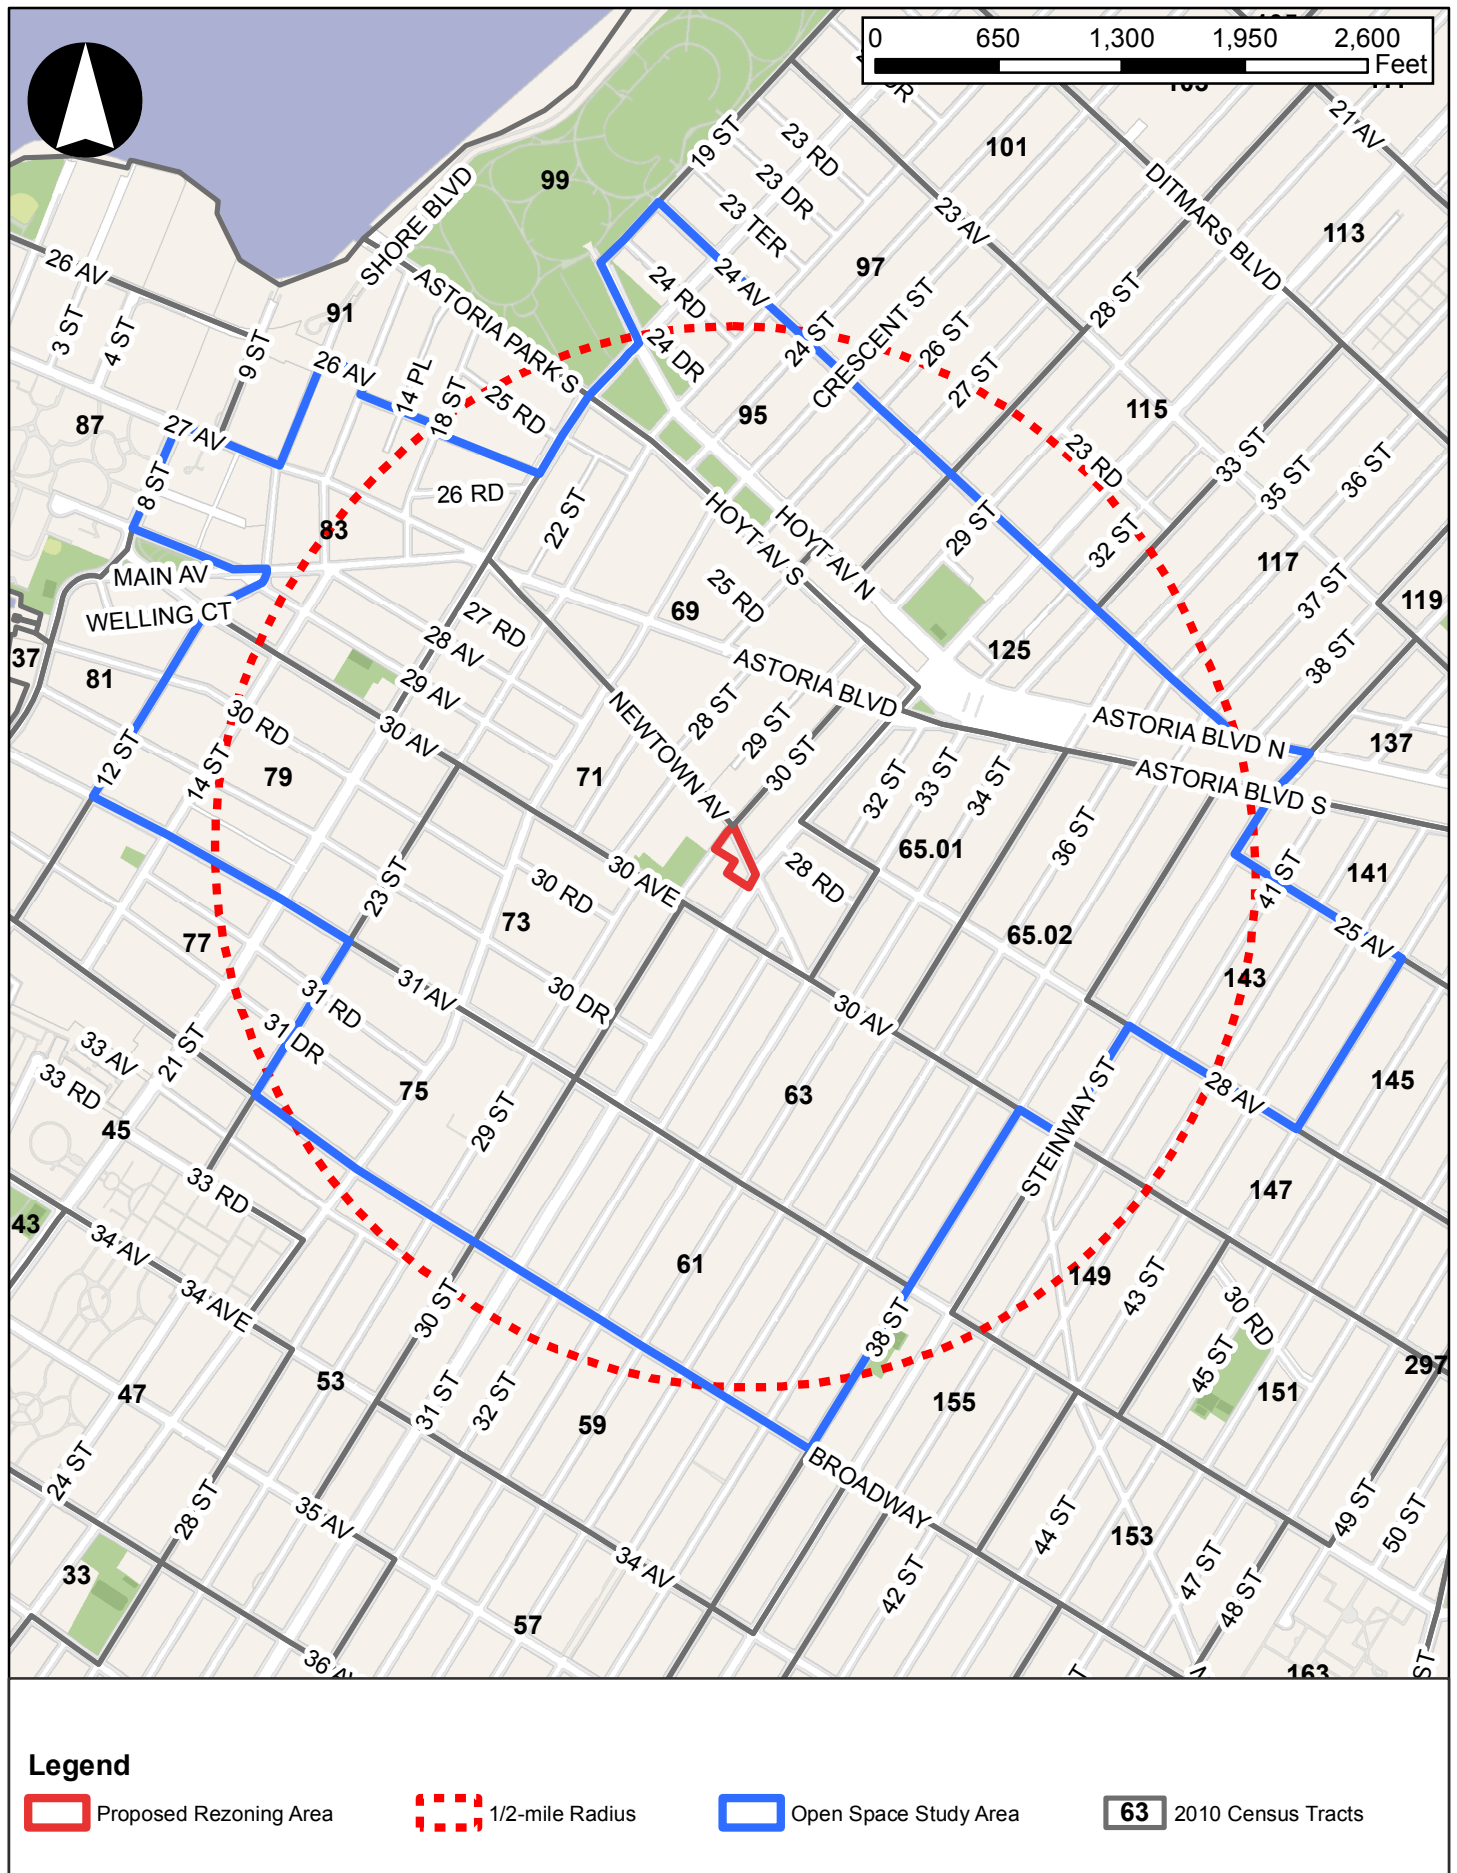 0 650 1,300 1,950 2,600
Feet
21 AV
19 ST
23 RD
101
99
23 DR
DITMARS BLVD
SHORE BLVD
23 TER
23 AV
113
26 AV
97
24 AV
24 RD
28 ST
ASTORIA PARK S
91
3 ST
4 ST
9 ST
24 DR
24 ST
CRESCENT ST
26 ST
27 ST
26 AV
14 PL
18 ST
25 RD
95
115
87
27 AV
23 RD
33 ST
35 ST
36 ST
8 ST
26 RD
22 ST
HOYT AV S
HOYT AV N
29 ST
32 ST
83
117
MAIN AV
WELLING CT
27 RD
25 RD
69
37 ST
119
28 AV
125
38 ST
37
81
29 AV
ASTORIA BLVD
30 RD
30 AV
NEWTOWN AV
28 ST
29 ST
30 ST
ASTORIA BLVD N
137
12 ST
14 ST
79
71
32 ST
33 ST
34 ST
ASTORIA BLVD S
36 ST
65.01
28 RD
30 AVE
30 RD
23 ST
41 ST
141
73
77
65.02
25 AV
31 AV
31 RD
30 DR
30 AV
143
31 DR
33 AV
21 ST
33 RD
75
63
28 AV
145
45
29 ST
STEINWAY ST
33 RD
147
43
34 AV
61
149
43 ST
34 AVE
30 ST
38 ST
30 RD
45 ST
297
47
53
31 ST
32 ST
59
155
151
24 ST
28 ST
35 AV
BROADWAY
44 ST
153
49 ST
50 ST
33
34 AV
42 ST
47 ST
48 ST
57
36 AV
163
ST
Legend
Proposed Rezoning Area
1/2-mile Radius
Open Space Study Area
63 2010 Census Tracts